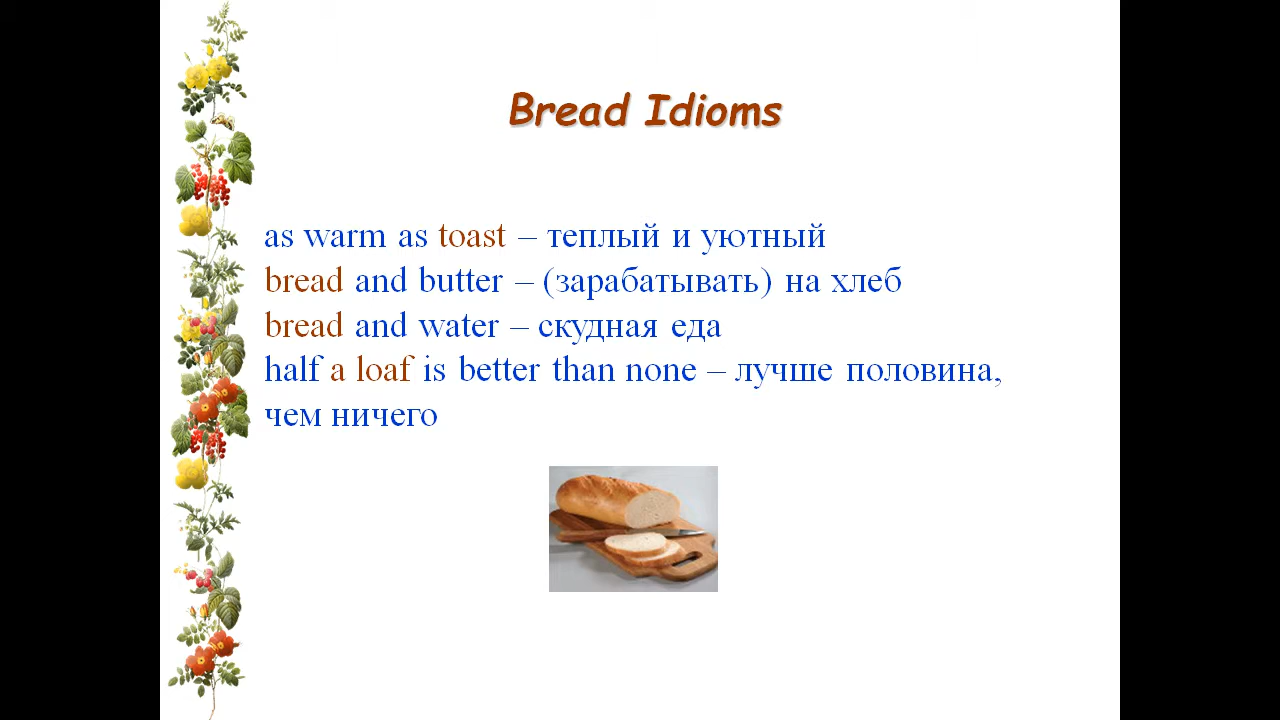 Bread Idioms
as warm as toast – теплый и уютный
bread and butter – (зарабатывать) на хлеб
bread and water – скудная еда
half a loaf is better than none – лучше половина,
чем ничего